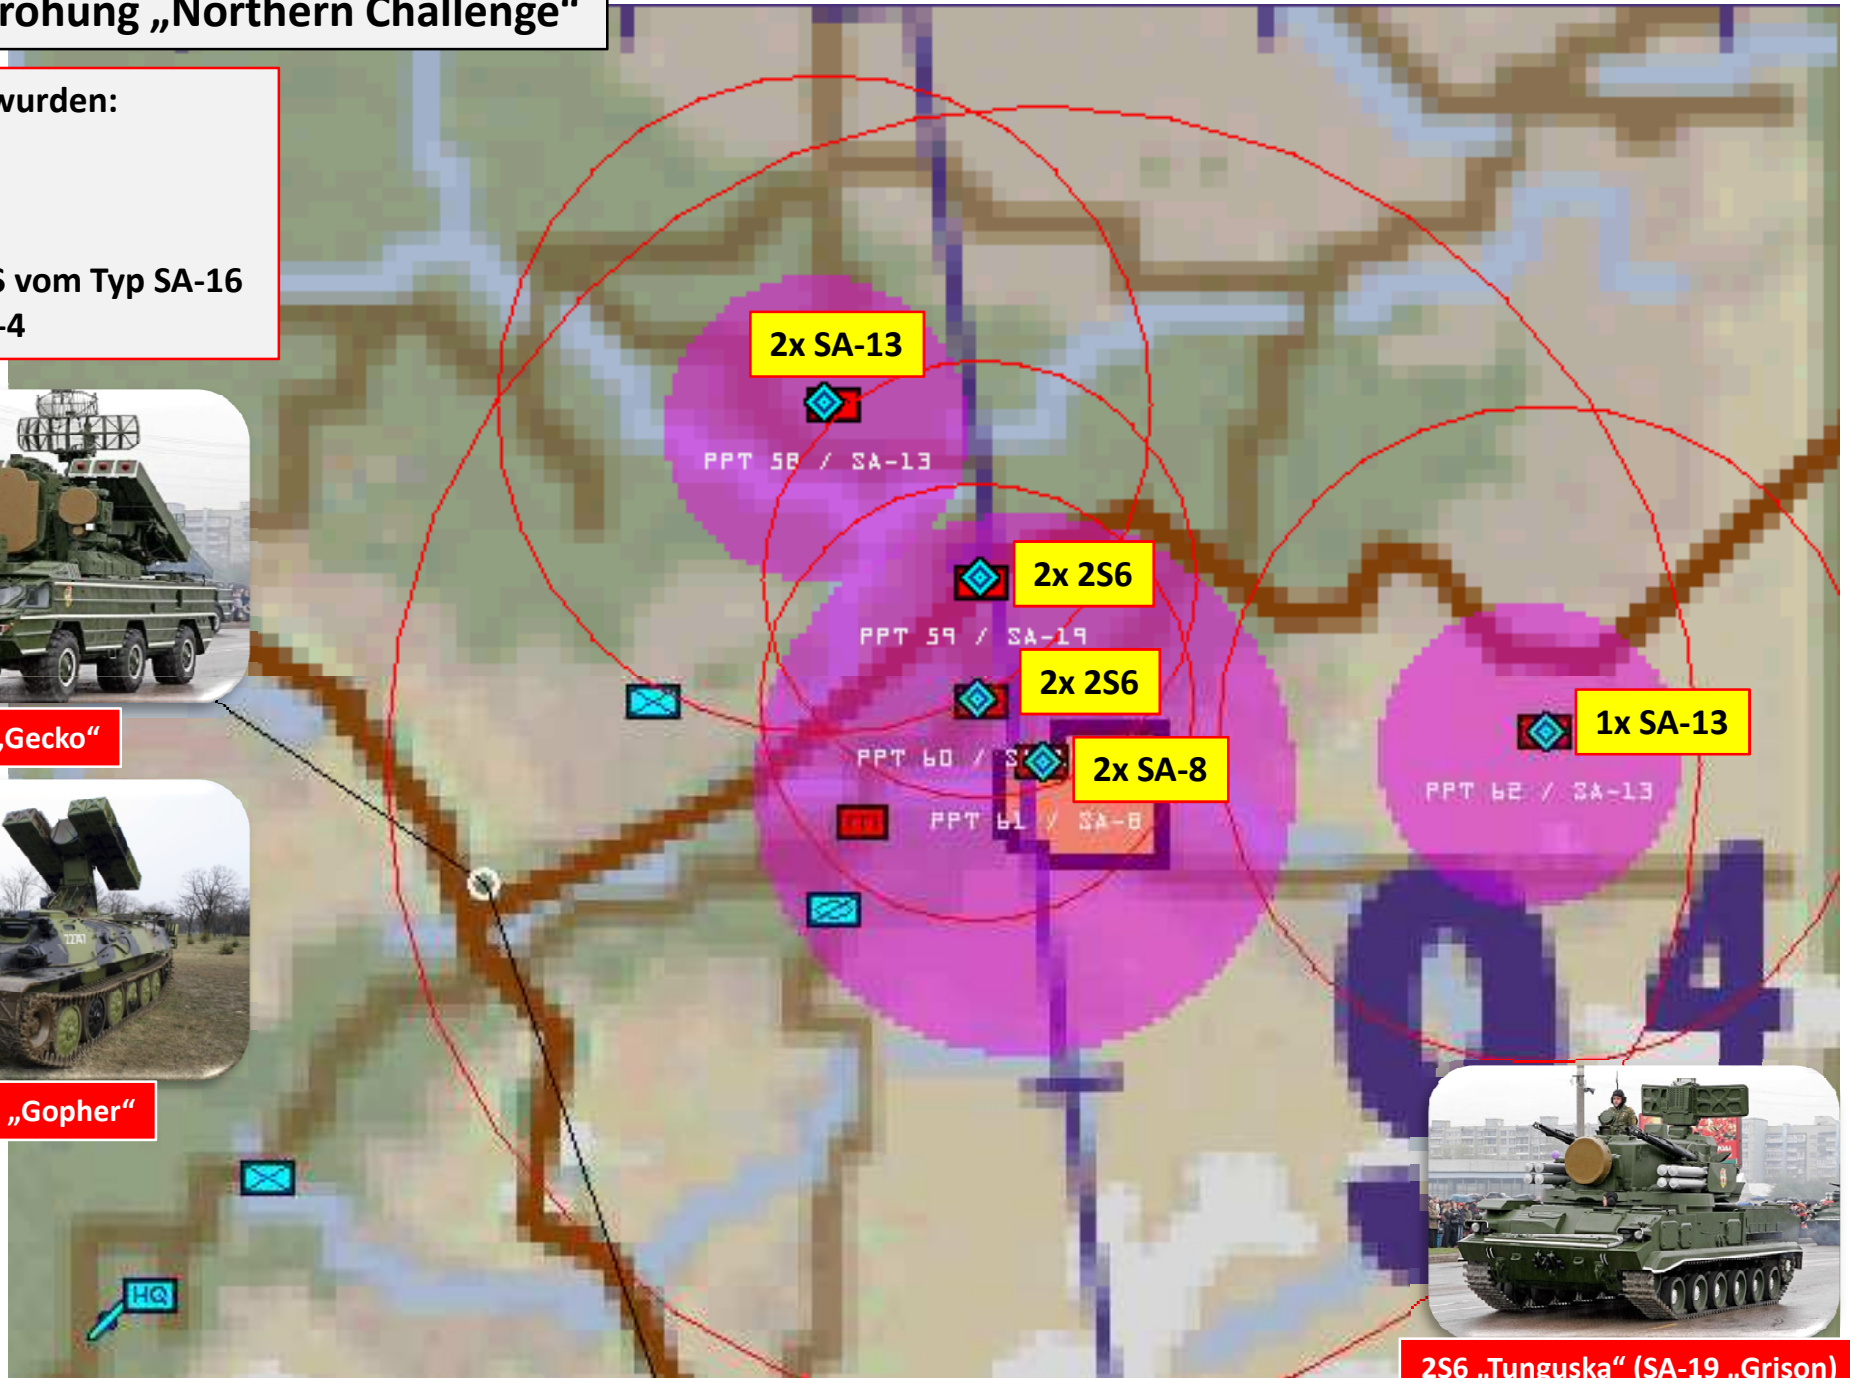 rohung „Northern Challenge“
wurden:
S vom Typ SA-16
-4
2x SA-13
PPT 58 / SA-13
2x 2S6
PPT 59 / SA-19
2x 2S6
PPT 60 /
2x SA-8
PPT 61 / SA-8
1x SA-13
PPT 62 / SA-13
„Gecko“
„Gopher“
HQ
04
2S6 „Tunguska“ (SA-19 „Grison)